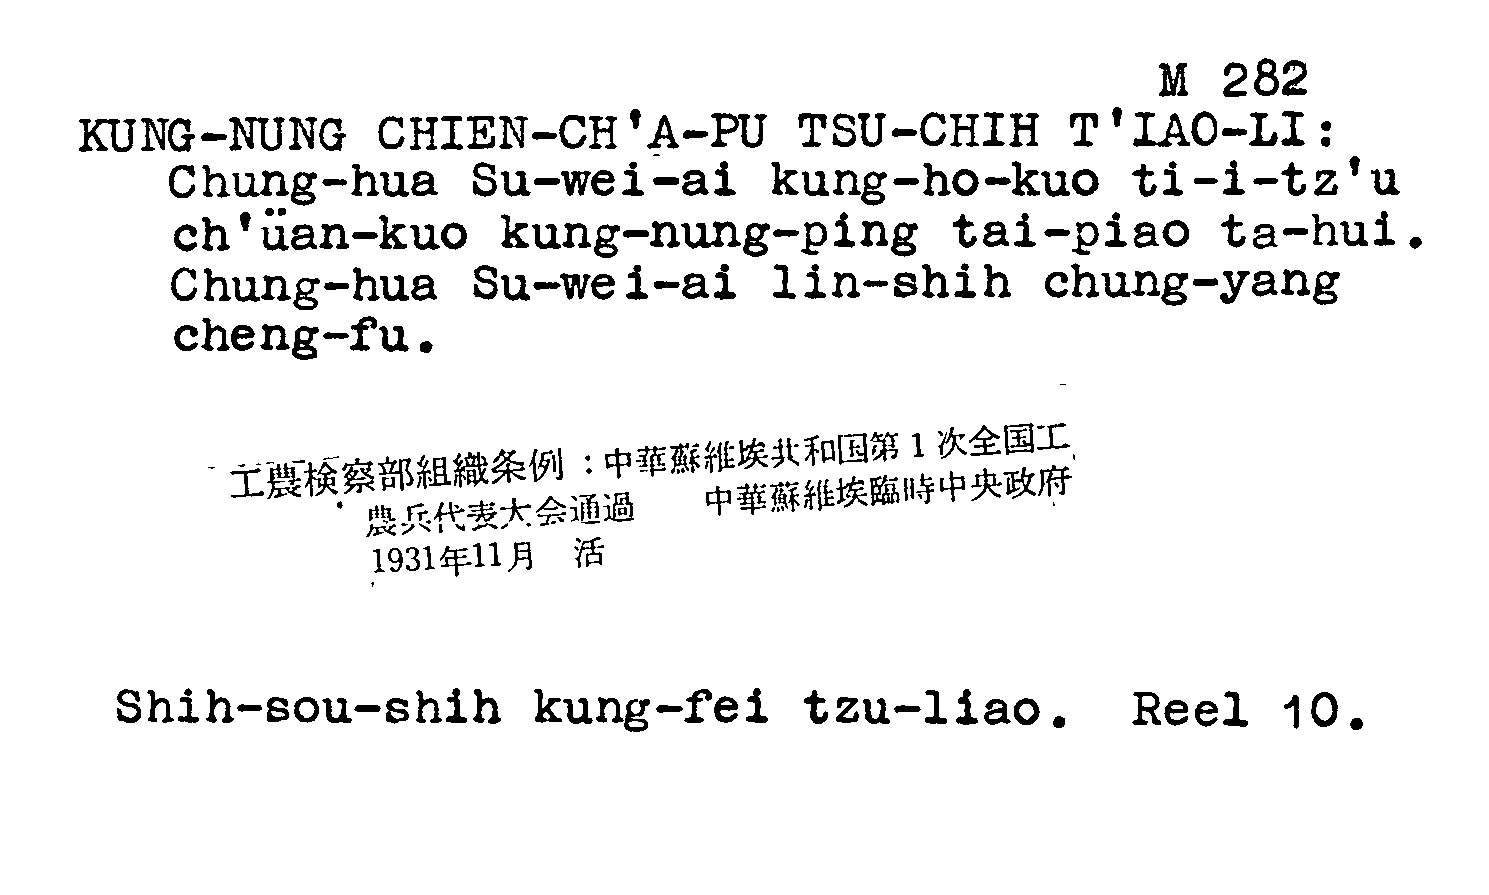 M 282
KUNG-NUNG CHIEN-CH'A-PU TSU-CHIH T'IAO-LI:
Chung-hua Su-wei-ai kung-ho-kuo ti-i-tz'u
ch'üan-kuo kung-nung-ping tai-piao ta-hui.
Chung-hua Su-wei-ai lin-shih chung-yang
cheng-fu.
工農検察部組織条例：中華蘇維埃共和国第1次全国工
農兵代表大会通過　中華蘇維埃臨時中央政府
1931年11月　活
Shih-sou-shih kung-fei tzu-liao. Reel 10.